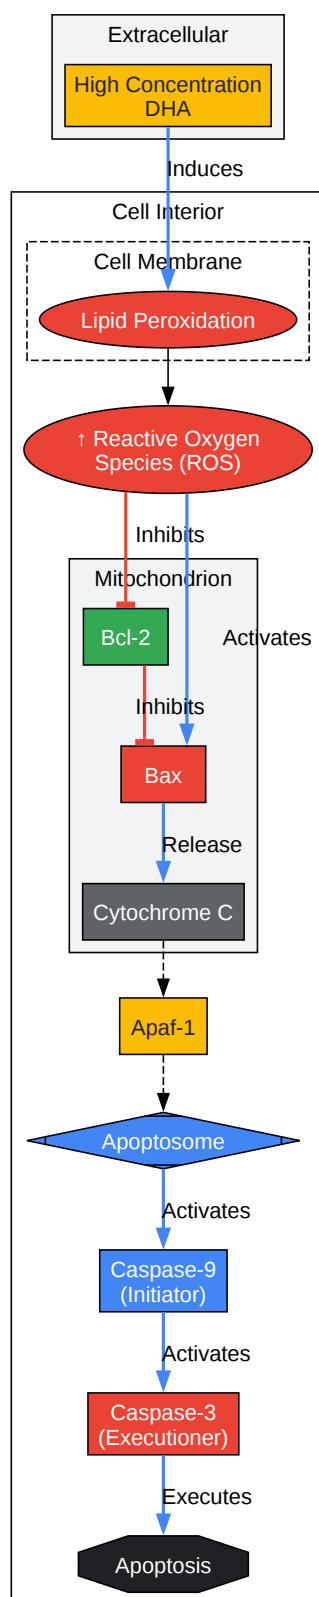 Extracellular
High Concentration
DHA
Induces
Cell Interior
Cell Membrane
Lipid Peroxidation
↑ Reactive Oxygen
Species (ROS)
Inhibits
Mitochondrion
Bcl-2
Activates
Inhibits
Bax
Release
Cytochrome C
Apaf-1
Apoptosome
Activates
Caspase-9
(Initiator)
Activates
Caspase-3
(Executioner)
Executes
Apoptosis